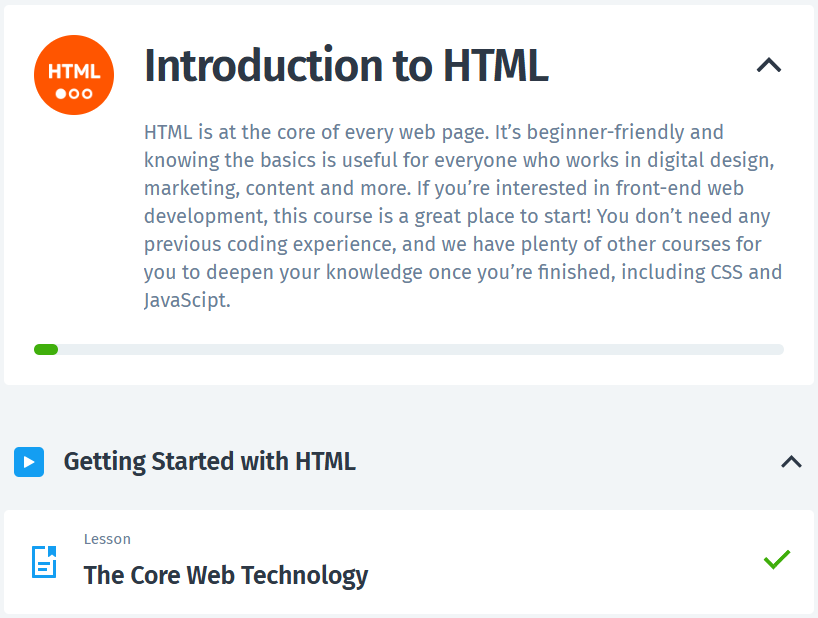 HTML
Introduction to HTML
HTML is at the core of every web page. It’s beginner-friendly and
knowing the basics is useful for everyone who works in digital design,
marketing, content and more. If you’re interested in front-end web
development, this course is a great place to start! You don’t need any
previous coding experience, and we have plenty of other courses for
you to deepen your knowledge once you’re finished, including CSS and
JavaScipt.
Getting Started with HTML
Lesson
The Core Web Technology